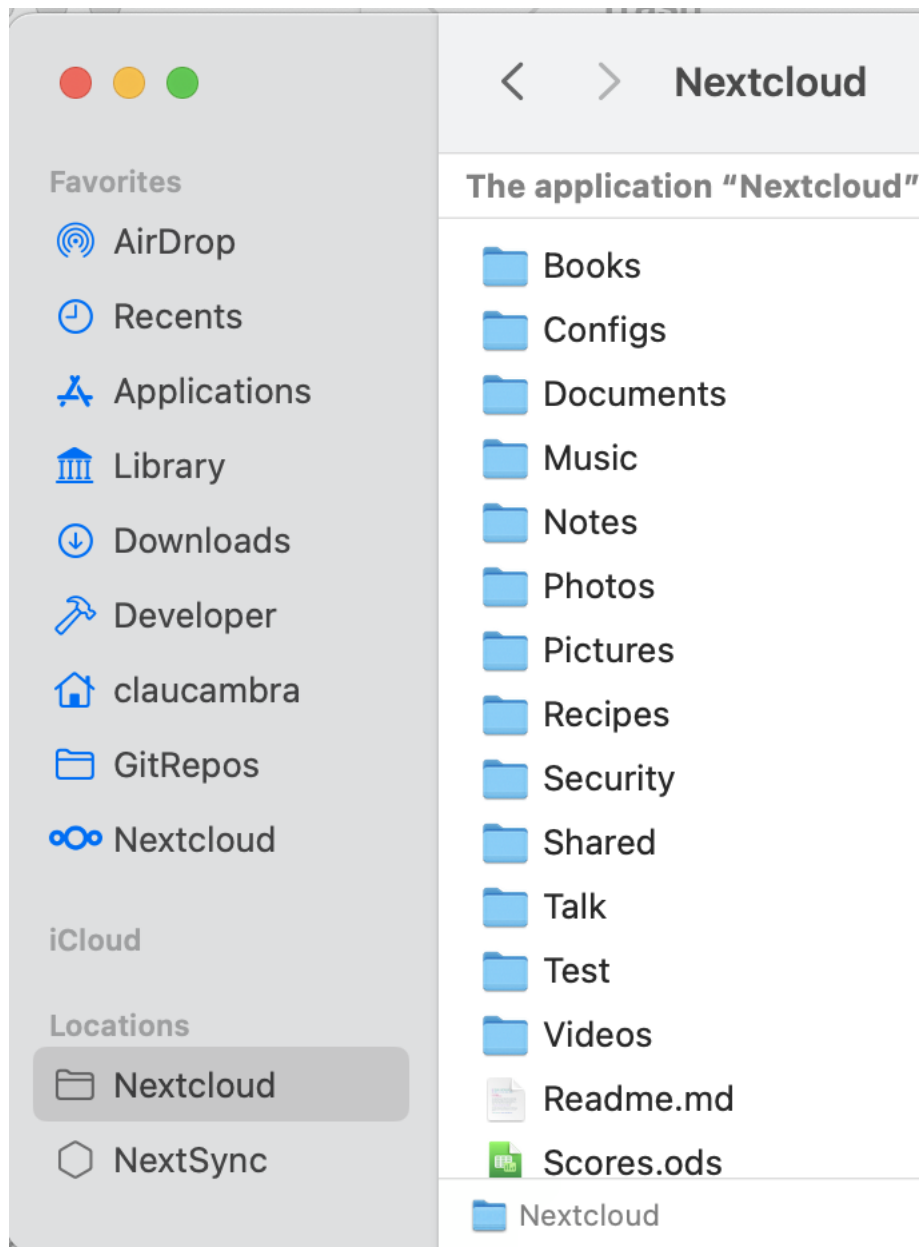 Nextcloud
Favorites
AirDrop
Recents
Applications
Library
Downloads
Developer
claucambra
GitRepos
Nextcloud
iCloud
Locations
Nextcloud
NextSync
The application “Nextcloud”
Books
Configs
Documents
Music
Notes
Photos
Pictures
Recipes
Security
Shared
Talk
Test
Videos
Readme.md
Scores.ods
Nextcloud